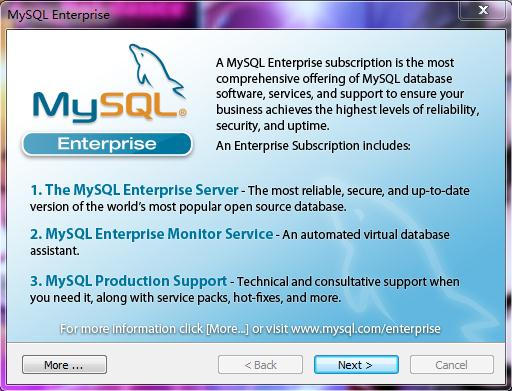 MySQL Enterprise
MySQL®
Enterprise
A MySQL Enterprise subscription is the most
comprehensive offering of MySQL database
software, services, and support to ensure your
business achieves the highest levels of reliability,
security, and uptime.
An Enterprise Subscription includes:
1. The MySQL Enterprise Server - The most reliable, secure, and up-to-date
version of the world's most popular open source database.
2. MySQL Enterprise Monitor Service - An automated virtual database
assistant.
3. MySQL Production Support - Technical and consultative support when
you need it, along with service packs, hot-fixes, and more.
For more information click [More...] or visit www.mysql.com/enterprise
More ...
< Back
Next >
Cancel